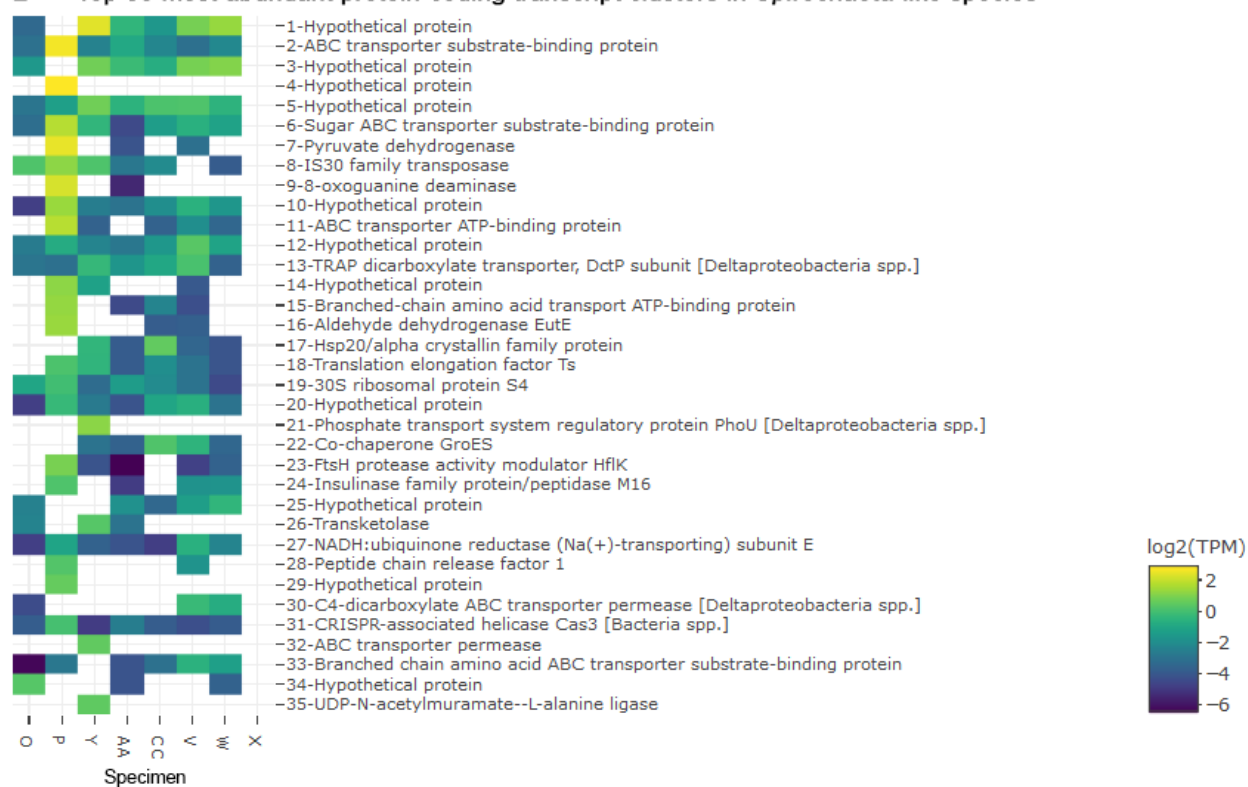 1-Hypothetical protein
2-ABC transporter substrate-binding protein
3-Hypothetical protein
4-Hypothetical protein
5-Hypothetical protein
6-Sugar ABC transporter substrate-binding protein
7-Pyruvate dehydrogenase
8-IS30 family transposase
9-8-oxoguanine deaminase
10-Hypothetical protein
11-ABC transporter ATP-binding protein
12-Hypothetical protein
13-TRAP dicarboxylate transporter, DctP subunit [Deltaproteobacteria spp.]
14-Hypothetical protein
15-Branched-chain amino acid transport ATP-binding protein
16-Aldehyde dehydrogenase EutE
17-Hsp20/alpha crystallin family protein
18-Translation elongation factor Ts
19-30S ribosomal protein S4
20-Hypothetical protein
21-Phosphate transport system regulatory protein PhoU [Deltaproteobacteria spp.]
22-Co-chaperone GroES
23-FtsH protease activity modulator HflK
24-Insulinase family protein/peptidase M16
25-Hypothetical protein
26-Transketolase
27-NADH:ubiquinone reductase (Na(+)-transporting) subunit E
28-Peptide chain release factor 1
29-Hypothetical protein
30-C4-dicarboxylate ABC transporter permease [Deltaproteobacteria spp.]
31-CRISPR-associated helicase Cas3 [Bacteria spp.]
32-ABC transporter permease
33-Branched chain amino acid ABC transporter substrate-binding protein
34-Hypothetical protein
35-UDP-N-acetylmuramate--L-alanine ligase
O P Y AA CC V W X
Specimen
log2(TPM)
2
0
−2
−4
−6